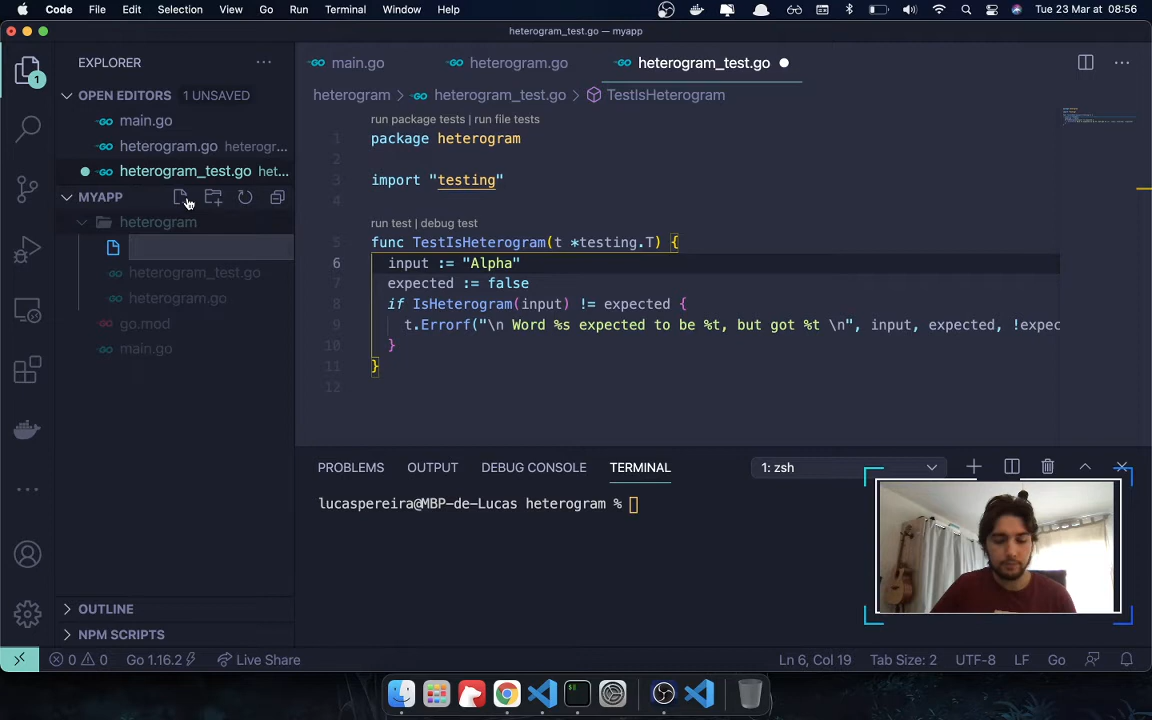 Code File Edit Selection View Go Run Terminal Window Help Tue 23 Mar at 08:56
heterogram_test.go — myapp
EXPLORER
OPEN EDITORS 1 UNSAVED
main.go
heterogram.go heterogr...
heterogram_test.go het...
MYAPP
heterogram
heterogram_test.go
heterogram.go
go.mod
main.go
OUTLINE
NPM SCRIPTS
1
main.go heterogram.go heterogram_test.go
heterogram > heterogram_test.go > TestIsHeterogram
run package tests | run file tests
1 package heterogram
2
3 import "testing"
4
run test | debug test
5 func TestIsHeterogram(t *testing.T) {
6 input := "Alpha"
7 expected := false
8 if IsHeterogram(input) != expected {
9 t.Errorf("\n Word %s expected to be %t, but got %t \n", input, expected, !expec
10 }
11 }
12
PROBLEMS OUTPUT DEBUG CONSOLE TERMINAL 1: zsh
lucaspereira@MBP-de-Lucas heterogram %
0 0 Go 1.16.2 Live Share Ln 6, Col 19 Tab Size: 2 UTF-8 LF Go